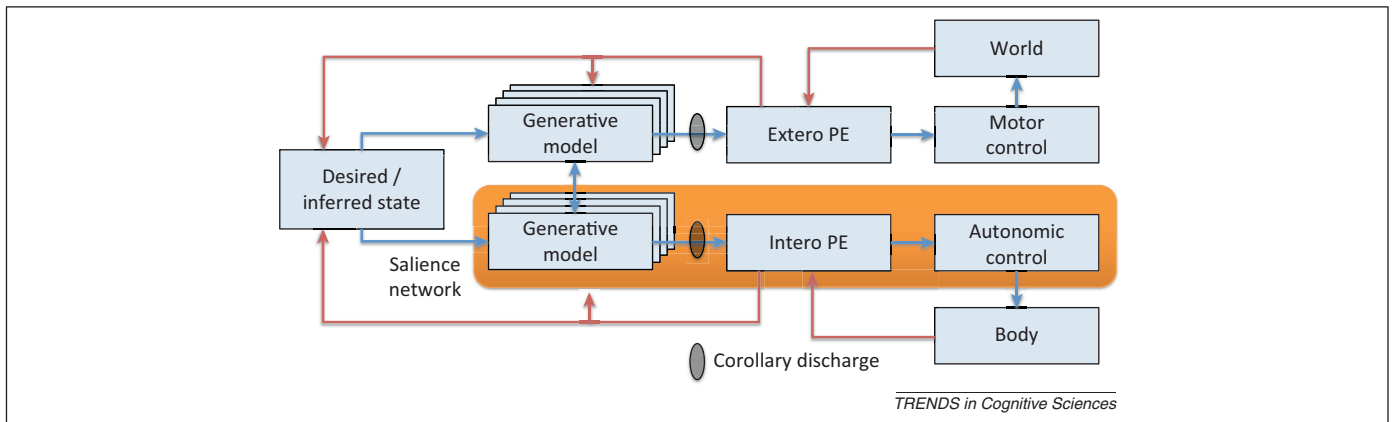 World
Generative
model
Extero PE
Motor
control
Desired /
inferred state
Generative
model
Intero PE
Autonomic
control
Salience
network
Body
Corollary discharge
TRENDS in Cognitive Sciences